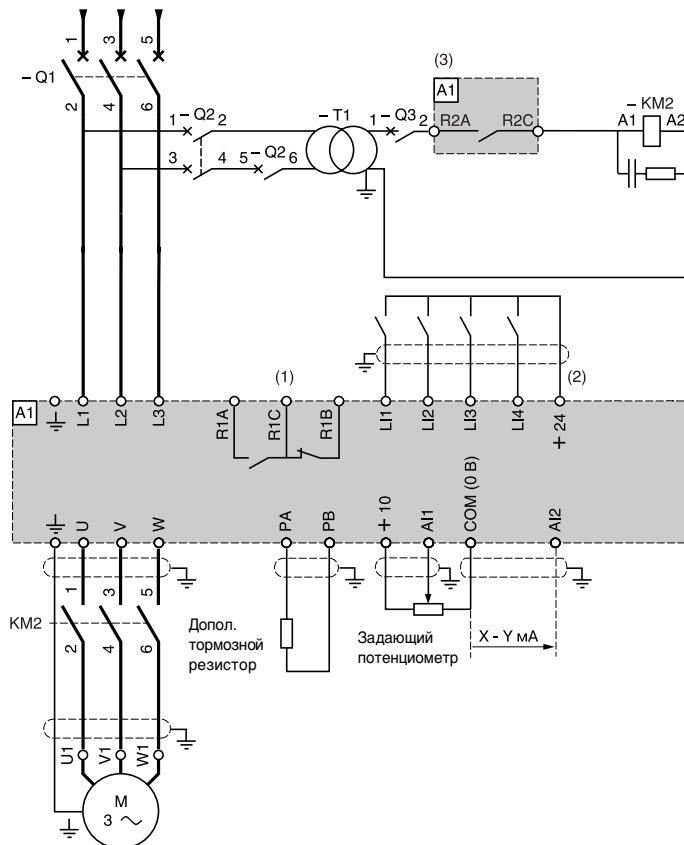 1 3 5
– Q1
2 4 6
(3)
A1
1 – Q2 2
– T1
1 – Q3 2
R2A R2C
– KM2
A1 A2
3 4 5 – Q2 6
(1)
(2)
A1
L1 L2 L3
R1A R1C R1B
LI1 LI2 LI3 LI4 + 24
U V W
PA PB
+ 10 AI1 COM (0 В) AI2
1 3 5
KM2
2 4 6
Допол.
тормозной
резистор
Задающий
потенциометр
X - Y мА
U1 V1 W1
M
3